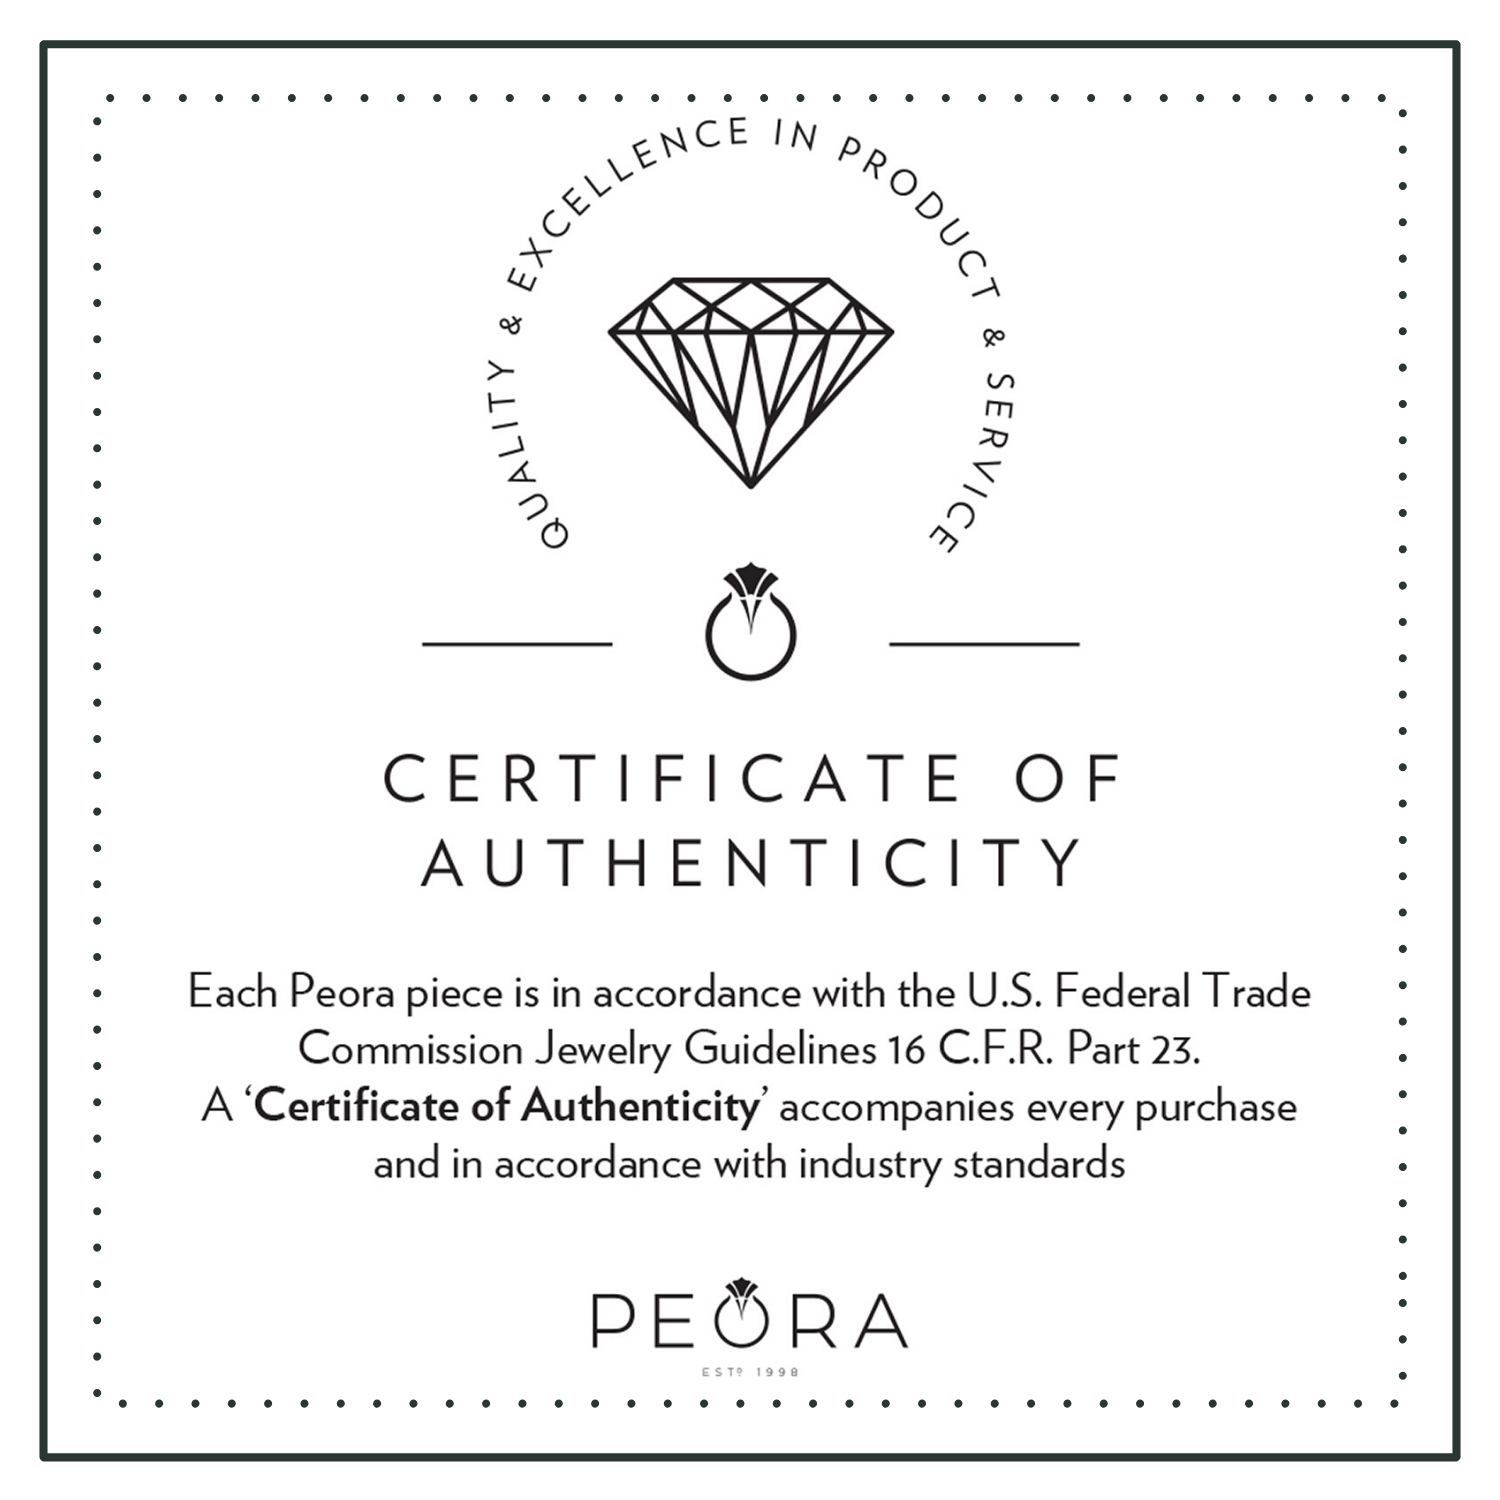 QUALITY & EXCELLENCE IN PRODUCT & SERVICE
CERTIFICATE OF
AUTHENTICITY
Each Peora piece is in accordance with the U.S. Federal Trade
Commission Jewelry Guidelines 16 C.F.R. Part 23.
A ‘Certificate of Authenticity’ accompanies every purchase
and in accordance with industry standards
PEORA
ESTD 1998